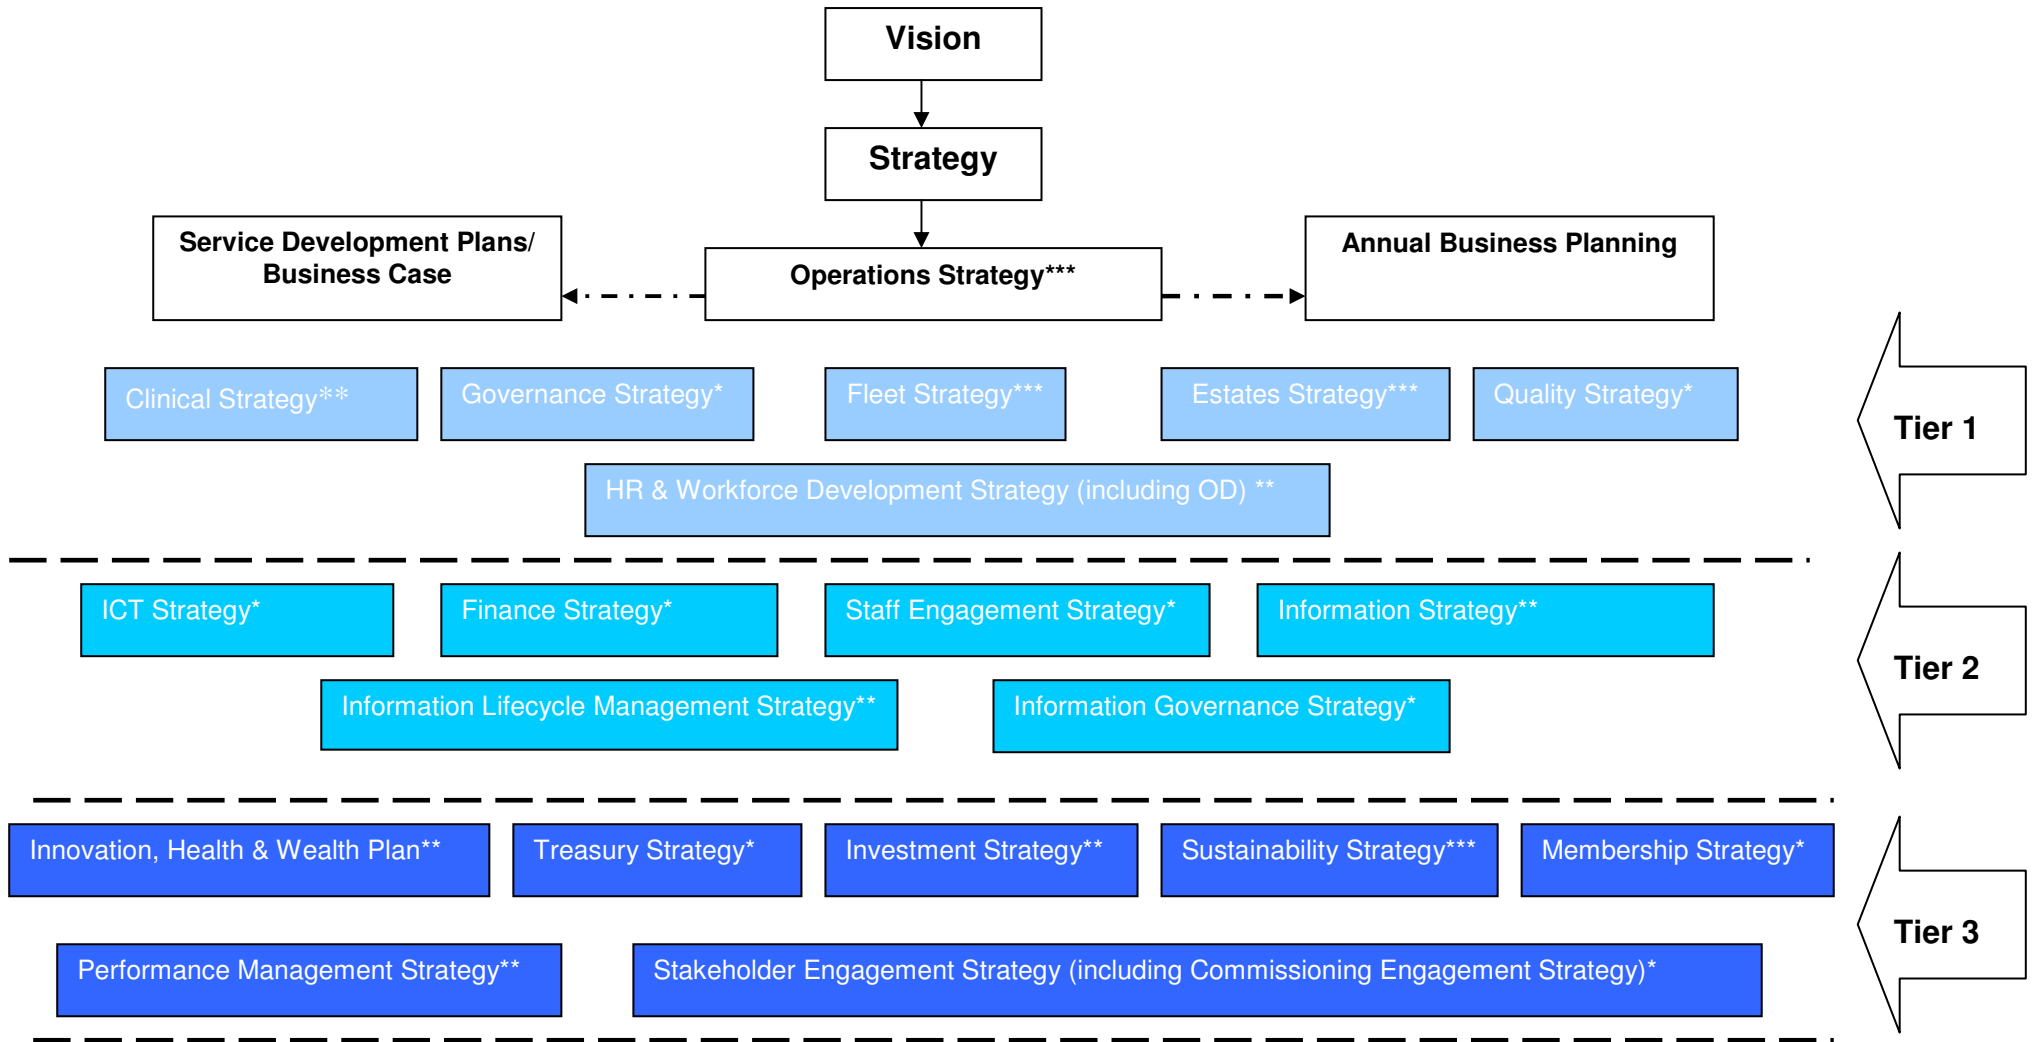 Vision
Strategy
Service Development Plans/
Business Case
Operations Strategy***
Annual Business Planning
Clinical Strategy**
Governance Strategy*
Fleet Strategy***
Estates Strategy***
Quality Strategy*
Tier 1
HR & Workforce Development Strategy (including OD) **
ICT Strategy*
Finance Strategy*
Staff Engagement Strategy*
Information Strategy**
Tier 2
Information Lifecycle Management Strategy**
Information Governance Strategy*
Innovation, Health & Wealth Plan**
Treasury Strategy*
Investment Strategy**
Sustainability Strategy***
Membership Strategy*
Tier 3
Performance Management Strategy**
Stakeholder Engagement Strategy (including Commissioning Engagement Strategy)*